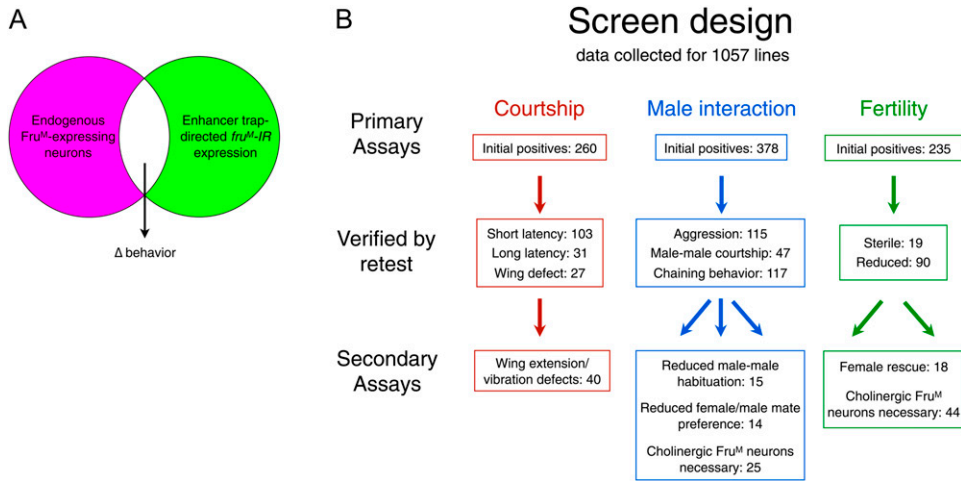 A
Endogenous
Fruᴹ-expressing
neurons
Enhancer trap-
directed fruᴹ-IR
expression
Δ behavior
B
Screen design
data collected for 1057 lines
Courtship
Male interaction
Fertility
Primary
Assays
Initial positives: 260
Initial positives: 378
Initial positives: 235
Verified by
retest
Short latency: 103
Long latency: 31
Wing defect: 27
Aggression: 115
Male-male courtship: 47
Chaining behavior: 117
Sterile: 19
Reduced: 90
Secondary
Assays
Wing extension/
vibration defects: 40
Reduced male-male
habituation: 15
Reduced female/male mate
preference: 14
Cholinergic Fruᴹ neurons
necessary: 25
Female rescue: 18
Cholinergic Fruᴹ
neurons necessary: 44